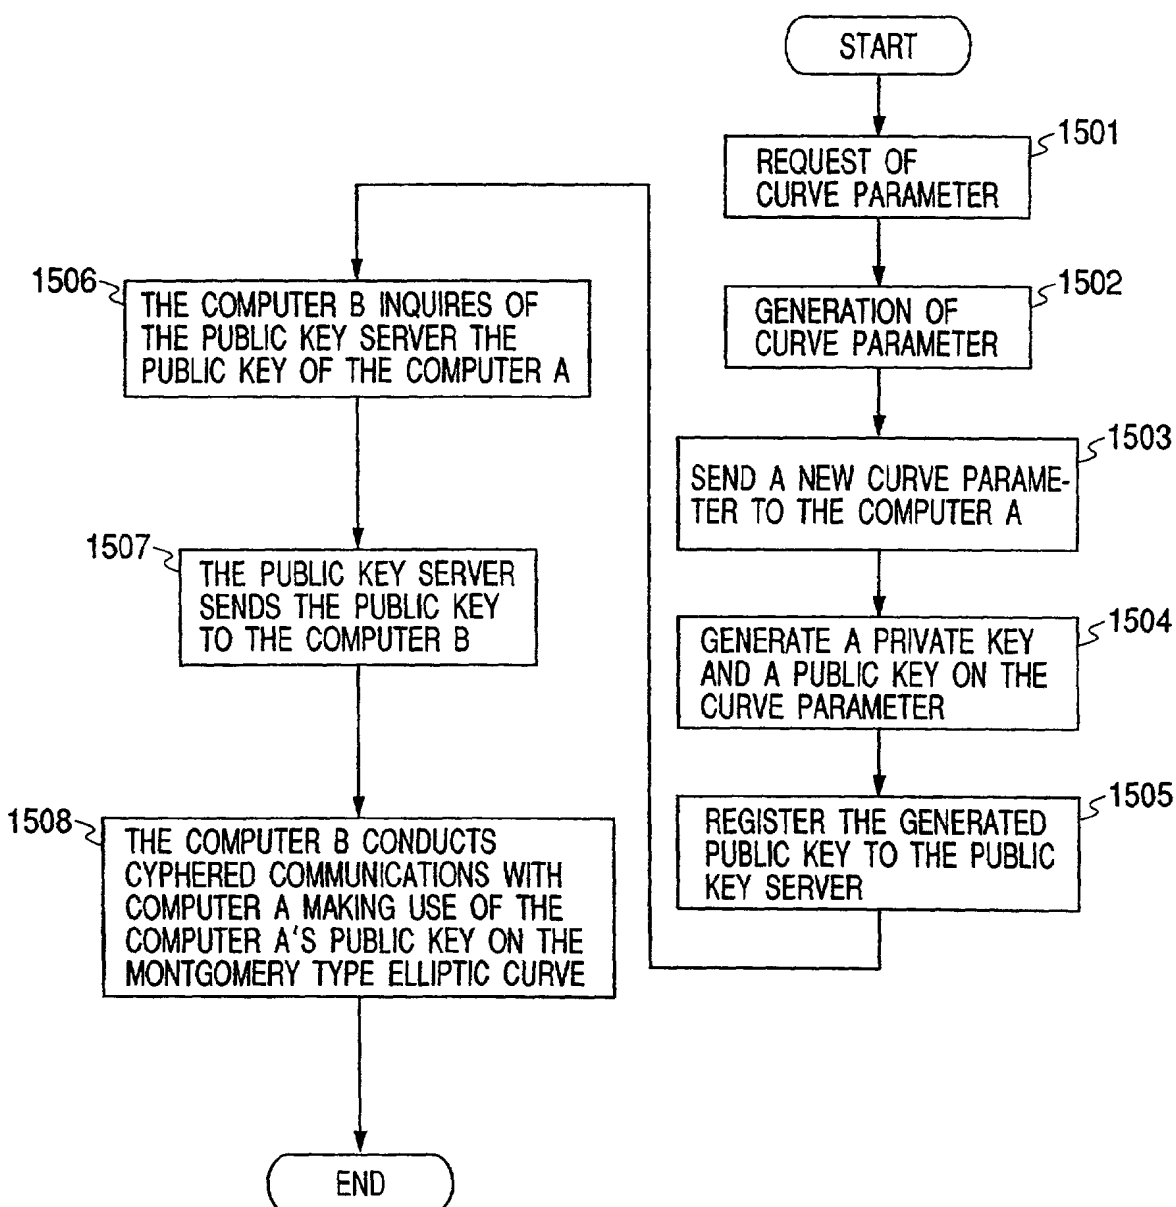 START
1501
REQUEST OF
CURVE PARAMETER
1502
GENERATION OF
CURVE PARAMETER
1503
SEND A NEW CURVE PARAME-
TER TO THE COMPUTER A
1504
GENERATE A PRIVATE KEY
AND A PUBLIC KEY ON THE
CURVE PARAMETER
1505
REGISTER THE GENERATED
PUBLIC KEY TO THE PUBLIC
KEY SERVER
1506
THE COMPUTER B INQUIRES OF
THE PUBLIC KEY SERVER THE
PUBLIC KEY OF THE COMPUTER A
1507
THE PUBLIC KEY SERVER
SENDS THE PUBLIC KEY
TO THE COMPUTER B
1508
THE COMPUTER B CONDUCTS
CYPHERED COMMUNICATIONS WITH
COMPUTER A MAKING USE OF THE
COMPUTER A'S PUBLIC KEY ON THE
MONTGOMERY TYPE ELLIPTIC CURVE
END